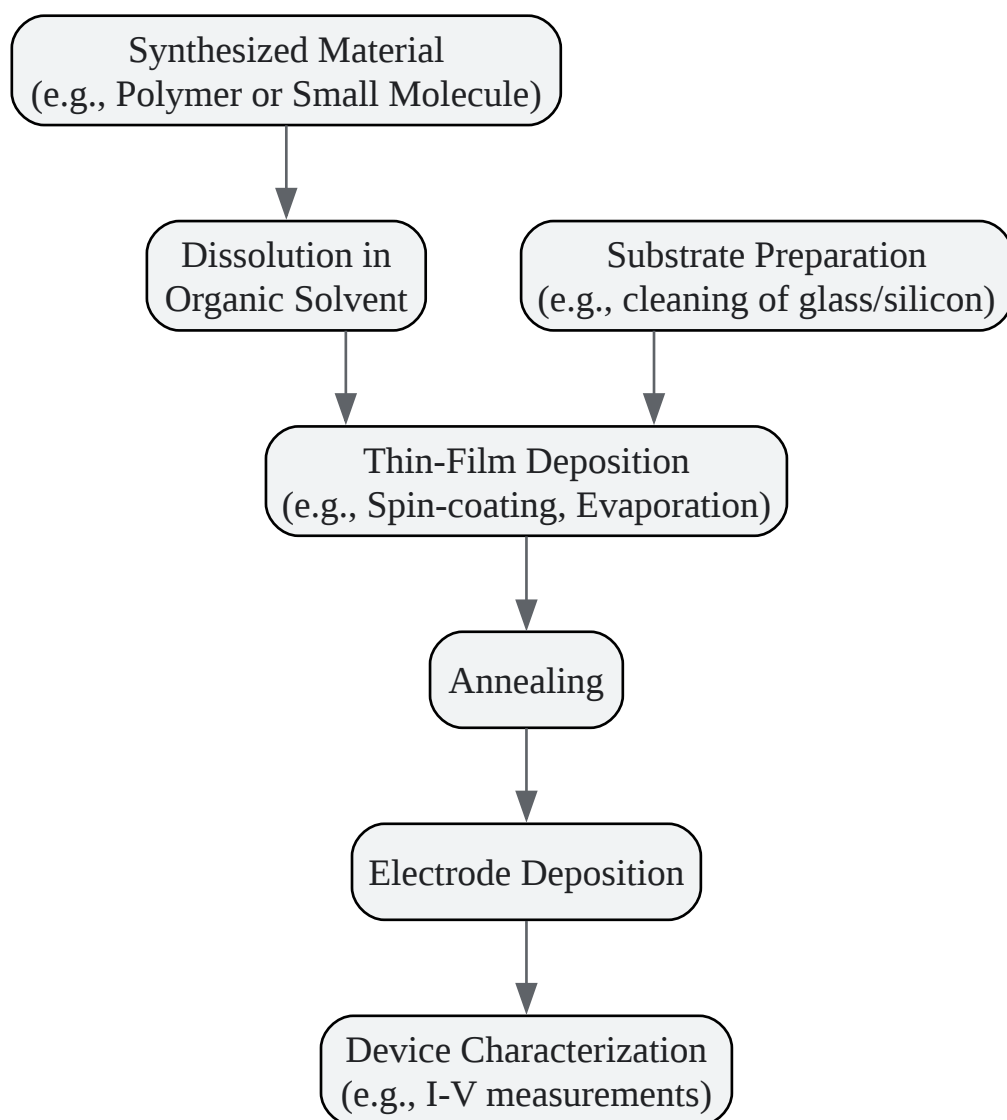 Synthesized Material
(e.g., Polymer or Small Molecule)
Dissolution in
Organic Solvent
Substrate Preparation
(e.g., cleaning of glass/silicon)
Thin-Film Deposition
(e.g., Spin-coating, Evaporation)
Annealing
Electrode Deposition
Device Characterization
(e.g., I-V measurements)